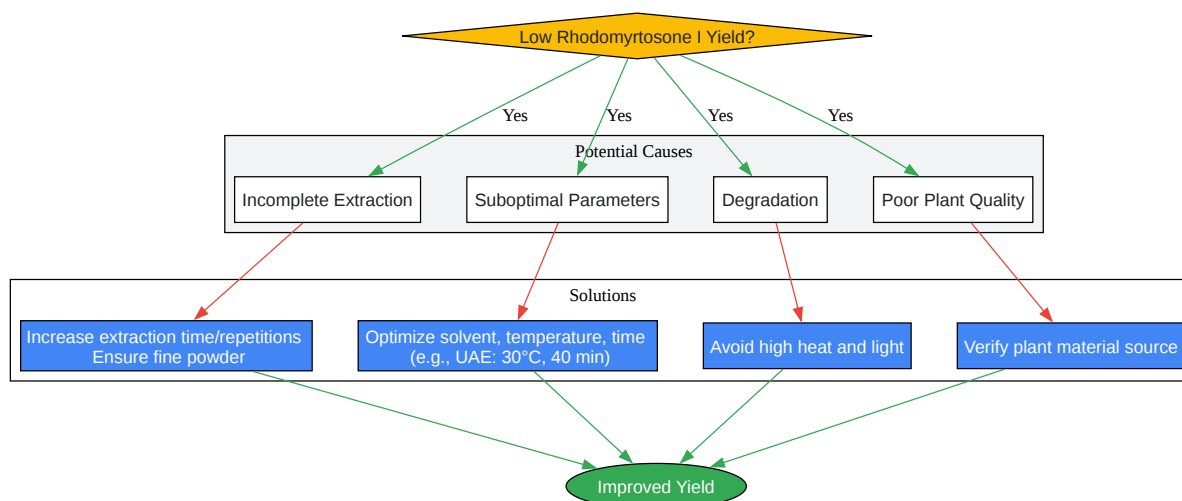 Low Rhodomyrtosone I Yield?
Yes
Yes
Yes
Yes
Potential Causes
Incomplete Extraction
Suboptimal Parameters
Degradation
Poor Plant Quality
Solutions
Increase extraction time/repetitions
Ensure fine powder
Optimize solvent, temperature, time
(e.g., UAE: 30°C, 40 min)
Avoid high heat and light
Verify plant material source
Improved Yield